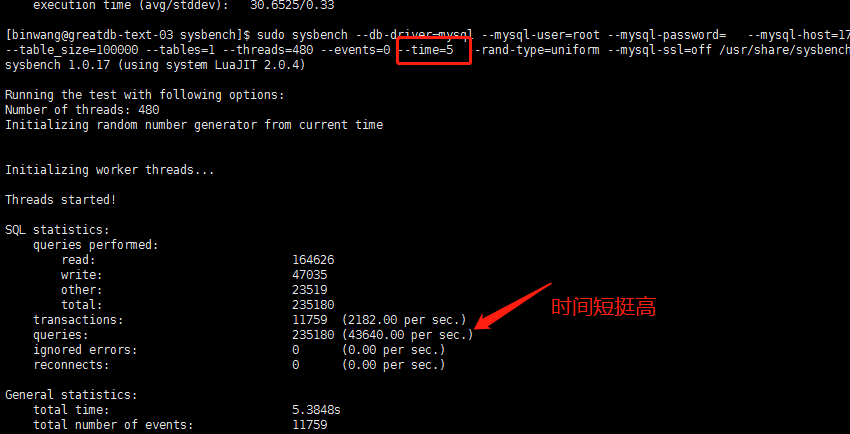 execution time (avg/stddev):   30.6525/0.33
[binwang@greatdb-text-03 sysbench]$ sudo sysbench --db-driver=mysql --mysql-user=root --mysql-password=   --mysql-host=17
--table_size=100000 --tables=1 --threads=480 --events=0 --time=5  --rand-type=uniform --mysql-ssl=off /usr/share/sysbench
sysbench 1.0.17 (using system LuaJIT 2.0.4)
Running the test with following options:
Number of threads: 480
Initializing random number generator from current time
Initializing worker threads...
Threads started!
SQL statistics:
queries performed:
read:                            164626
write:                           47035
other:                           23519
total:                           235180
transactions:                        11759  (2182.00 per sec.)
queries:                             235180 (43640.00 per sec.)
时间短挺高
ignored errors:                      0      (0.00 per sec.)
reconnects:                          0      (0.00 per sec.)
General statistics:
total time:                          5.3848s
total number of events:              11759